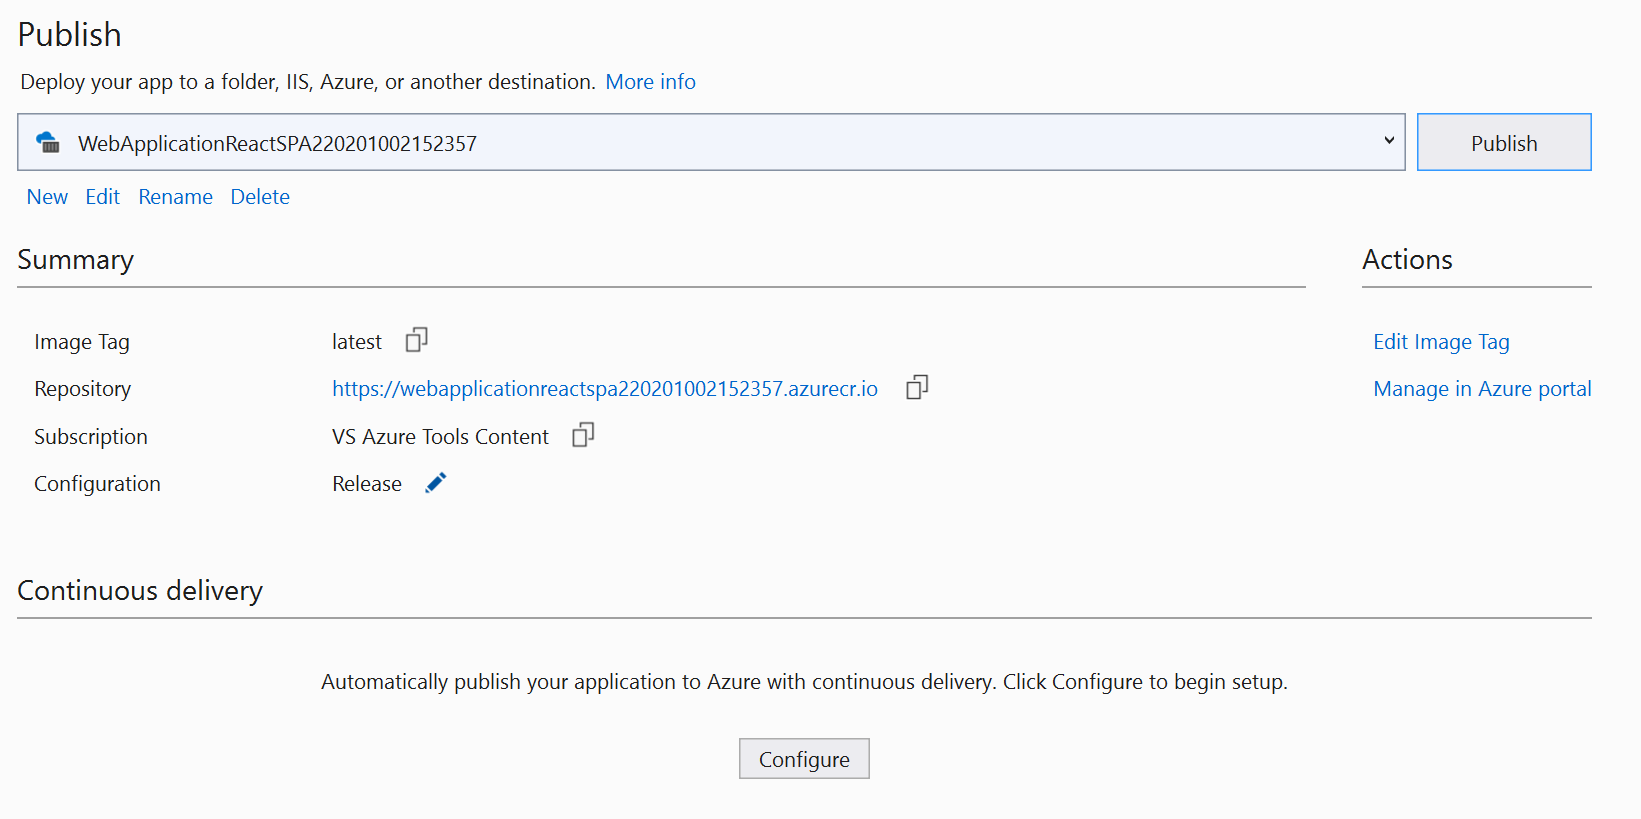 Publish
Deploy your app to a folder, IIS, Azure, or another destination. More info
WebApplicationReactSPA220201002152357
Publish
New Edit Rename Delete
Summary
Actions
Image Tag latest
Edit Image Tag
Repository https://webapplicationreactspa220201002152357.azurecr.io
Manage in Azure portal
Subscription VS Azure Tools Content
Configuration Release
Continuous delivery
Automatically publish your application to Azure with continuous delivery. Click Configure to begin setup.
Configure